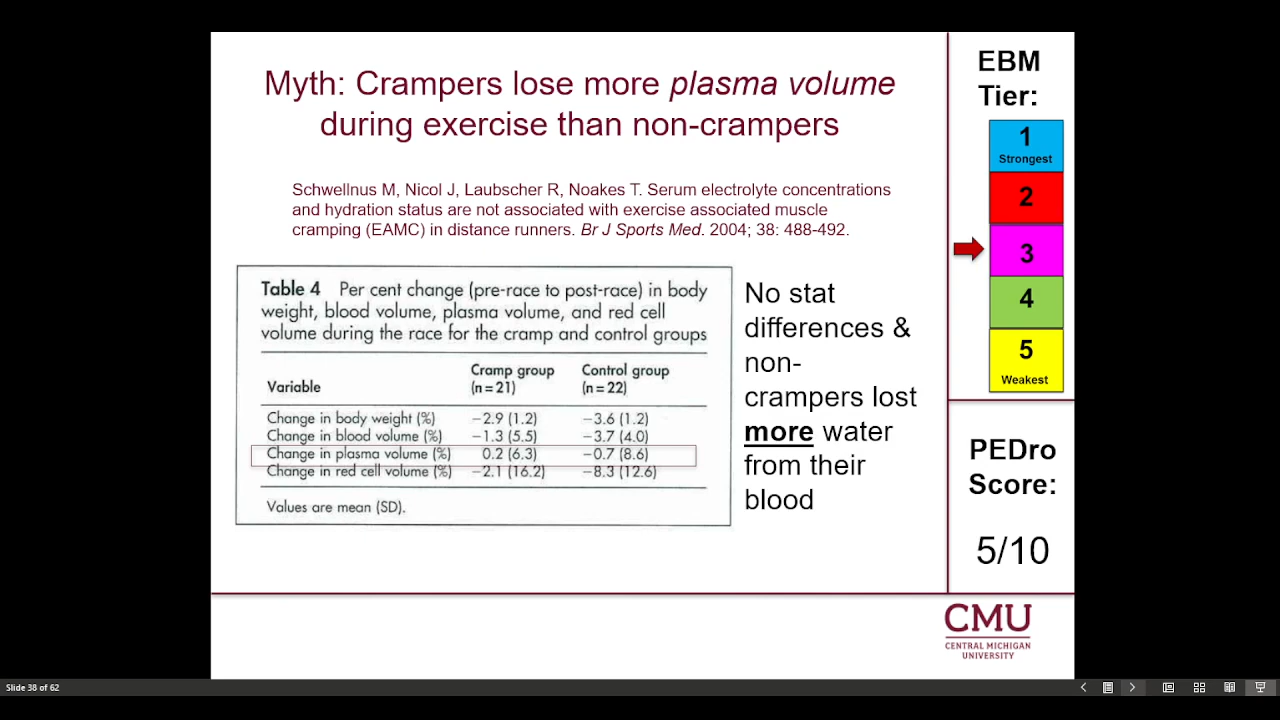 Myth: Crampers lose more plasma volume
during exercise than non-crampers
Schwellnus M, Nicol J, Laubscher R, Noakes T. Serum electrolyte concentrations
and hydration status are not associated with exercise associated muscle
cramping (EAMC) in distance runners. Br J Sports Med. 2004; 38: 488-492.
Table 4 Per cent change (pre-race to post-race) in body
weight, blood volume, plasma volume, and red cell
volume during the race for the cramp and control groups
Variable Cramp group (n=21) Control group (n=22)
Change in body weight (%) −2.9 (1.2) −3.6 (1.2)
Change in blood volume (%) −1.3 (5.5) −3.7 (4.0)
Change in plasma volume (%) 0.2 (6.3) −0.7 (8.6)
Change in red cell volume (%) −2.1 (16.2) −8.3 (12.6)
Values are mean (SD).
No stat
differences &
non-
crampers lost
more water
from their
blood
EBM
Tier:
1
Strongest
2
3
4
5
Weakest
PEDro
Score:
5/10
CMU
CENTRAL MICHIGAN
UNIVERSITY
Slide 38 of 62